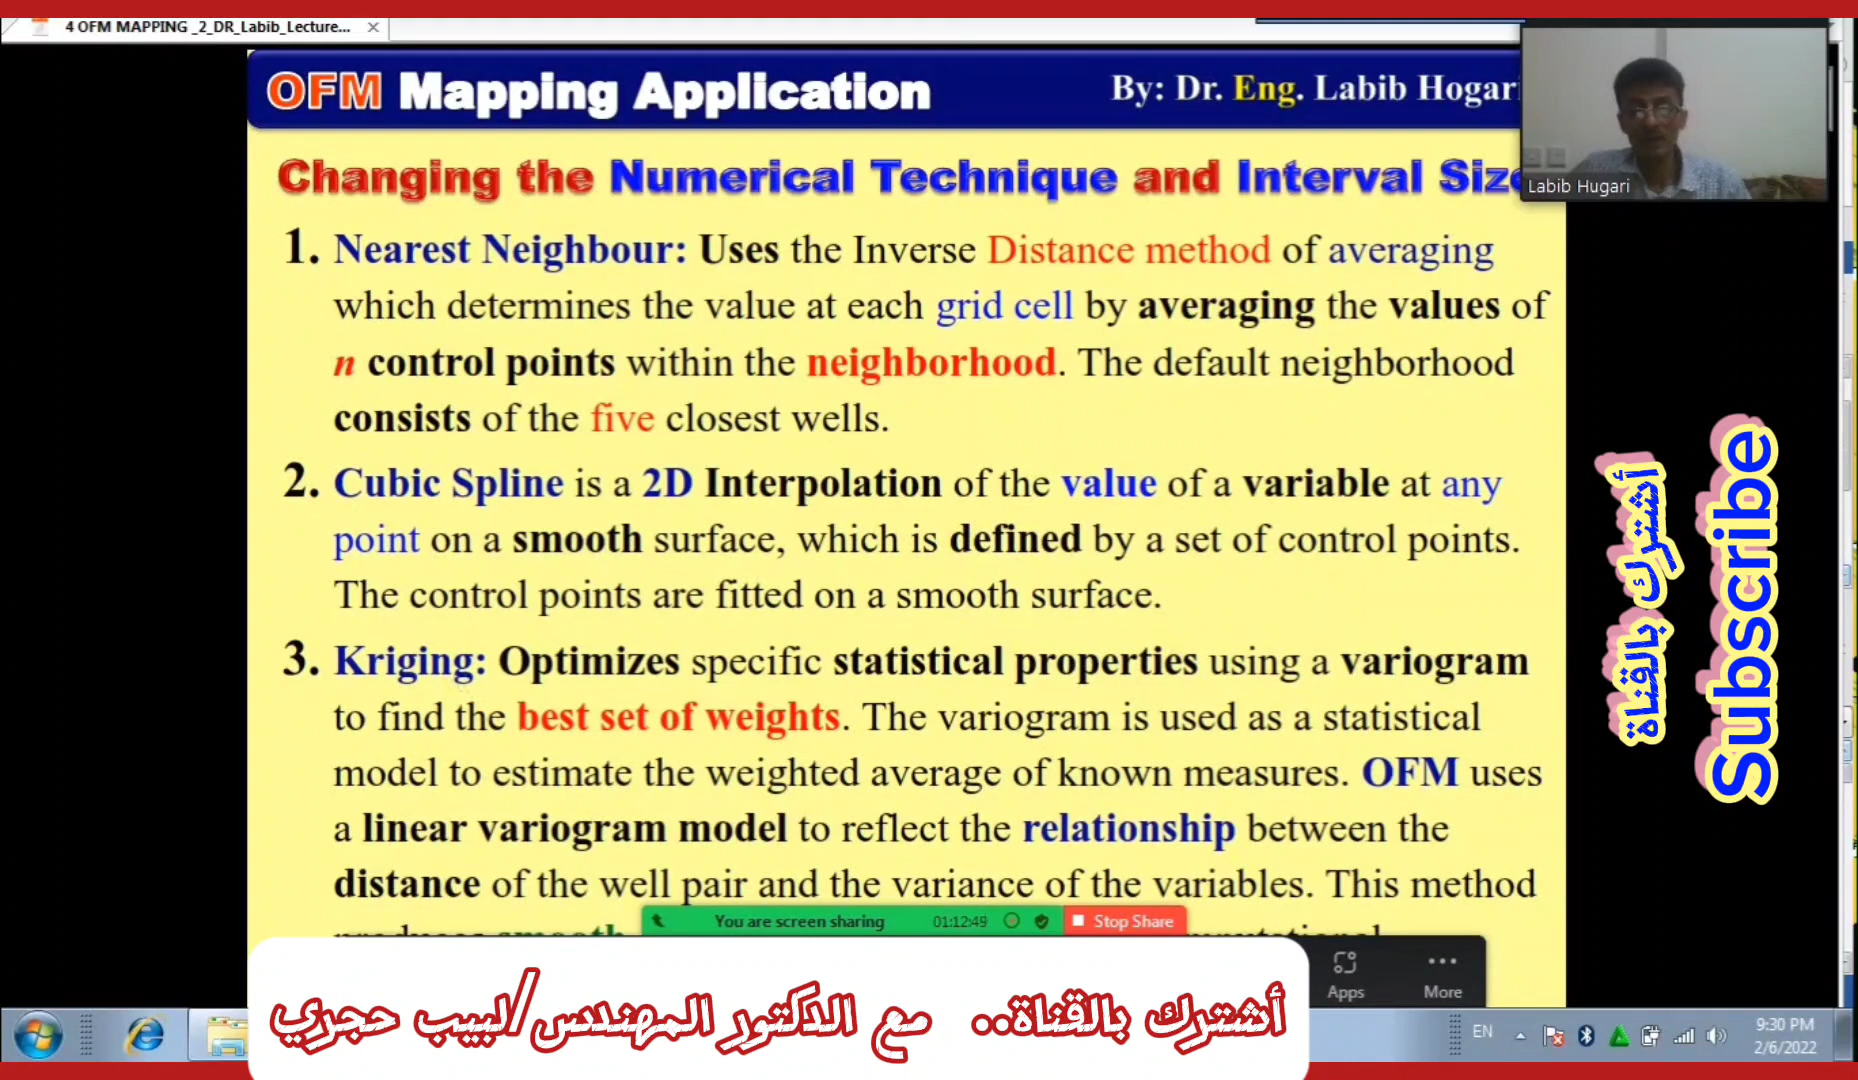 4 OFM MAPPING _2_DR_Labib_Lecture...
OFM Mapping Application
By: Dr. Eng. Labib Hogari
Labib Hugari
Changing the Numerical Technique and Interval Size
1. Nearest Neighbour: Uses the Inverse Distance method of averaging
which determines the value at each grid cell by averaging the values of
n control points within the neighborhood. The default neighborhood
consists of the five closest wells.
2. Cubic Spline is a 2D Interpolation of the value of a variable at any
point on a smooth surface, which is defined by a set of control points.
The control points are fitted on a smooth surface.
3. Kriging: Optimizes specific statistical properties using a variogram
to find the best set of weights. The variogram is used as a statistical
model to estimate the weighted average of known measures. OFM uses
a linear variogram model to reflect the relationship between the
distance of the well pair and the variance of the variables. This method
أشترك بالقناة
Subscribe
You are screen sharing
01:12:49
Stop Share
Apps
More
أشترك بالقناة.. مع الدكتور المهندس/لبيب حجري
EN
9:30 PM
2/6/2022